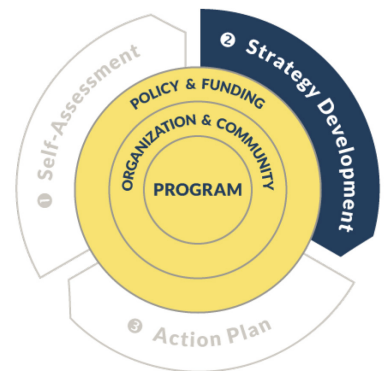 ❶ Self-Assessment
❷ Strategy Development
❸ Action Plan
POLICY & FUNDING
ORGANIZATION & COMMUNITY
PROGRAM